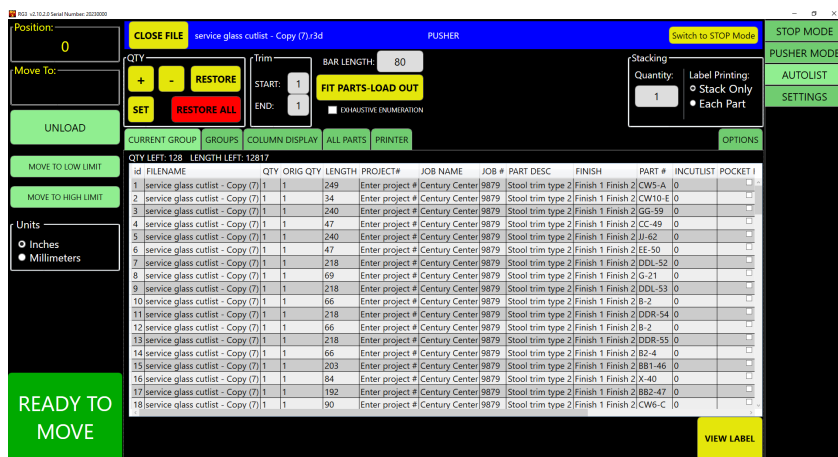 RG3 v2.10.2.0 Serial Number: 20230000
Position:
0
Move To:
UNLOAD
MOVE TO LOW LIMIT
MOVE TO HIGH LIMIT
Units
Inches
Millimeters
READY TO
MOVE
CLOSE FILE service glass cutlist - Copy (7).r3d PUSHER Switch to STOP Mode
QTY
+ - RESTORE
SET RESTORE ALL
Trim
START: 1
END: 1
BAR LENGTH: 80
FIT PARTS-LOAD OUT
EXHAUSTIVE ENUMERATION
Stacking
Quantity:
1
Label Printing:
Stack Only
Each Part
CURRENT GROUP GROUPS COLUMN DISPLAY ALL PARTS PRINTER OPTIONS
QTY LEFT: 128 LENGTH LEFT: 12817
id FILENAME QTY ORIG QTY LENGTH PROJECT# JOB NAME JOB # PART DESC FINISH PART # INCUTLIST POCKET
1 service glass cutlist - Copy (7) 1 1 249 Enter project # Century Center 9879 Stool trim type 2 Finish 1 Finish 2 CW5-A 0
2 service glass cutlist - Copy (7) 1 1 34 Enter project # Century Center 9879 Stool trim type 2 Finish 1 Finish 2 CW10-E 0
3 service glass cutlist - Copy (7) 1 1 240 Enter project # Century Center 9879 Stool trim type 2 Finish 1 Finish 2 GG-59 0
4 service glass cutlist - Copy (7) 1 1 47 Enter project # Century Center 9879 Stool trim type 2 Finish 1 Finish 2 CC-49 0
5 service glass cutlist - Copy (7) 1 1 240 Enter project # Century Center 9879 Stool trim type 2 Finish 1 Finish 2 JJ-62 0
6 service glass cutlist - Copy (7) 1 1 47 Enter project # Century Center 9879 Stool trim type 2 Finish 1 Finish 2 EE-50 0
7 service glass cutlist - Copy (7) 1 1 218 Enter project # Century Center 9879 Stool trim type 2 Finish 1 Finish 2 DDL-52 0
8 service glass cutlist - Copy (7) 1 1 69 Enter project # Century Center 9879 Stool trim type 2 Finish 1 Finish 2 G-21 0
9 service glass cutlist - Copy (7) 1 1 218 Enter project # Century Center 9879 Stool trim type 2 Finish 1 Finish 2 DDL-53 0
10 service glass cutlist - Copy (7) 1 1 66 Enter project # Century Center 9879 Stool trim type 2 Finish 1 Finish 2 B-2 0
11 service glass cutlist - Copy (7) 1 1 218 Enter project # Century Center 9879 Stool trim type 2 Finish 1 Finish 2 DDR-54 0
12 service glass cutlist - Copy (7) 1 1 66 Enter project # Century Center 9879 Stool trim type 2 Finish 1 Finish 2 B-2 0
13 service glass cutlist - Copy (7) 1 1 218 Enter project # Century Center 9879 Stool trim type 2 Finish 1 Finish 2 DDR-55 0
14 service glass cutlist - Copy (7) 1 1 66 Enter project # Century Center 9879 Stool trim type 2 Finish 1 Finish 2 B2-4 0
15 service glass cutlist - Copy (7) 1 1 203 Enter project # Century Center 9879 Stool trim type 2 Finish 1 Finish 2 BB1-46 0
16 service glass cutlist - Copy (7) 1 1 84 Enter project # Century Center 9879 Stool trim type 2 Finish 1 Finish 2 X-40 0
17 service glass cutlist - Copy (7) 1 1 192 Enter project # Century Center 9879 Stool trim type 2 Finish 1 Finish 2 BB2-47 0
18 service glass cutlist - Copy (7) 1 1 90 Enter project # Century Center 9879 Stool trim type 2 Finish 1 Finish 2 CW6-C 0
VIEW LABEL
STOP MODE
PUSHER MODE
AUTOLIST
SETTINGS